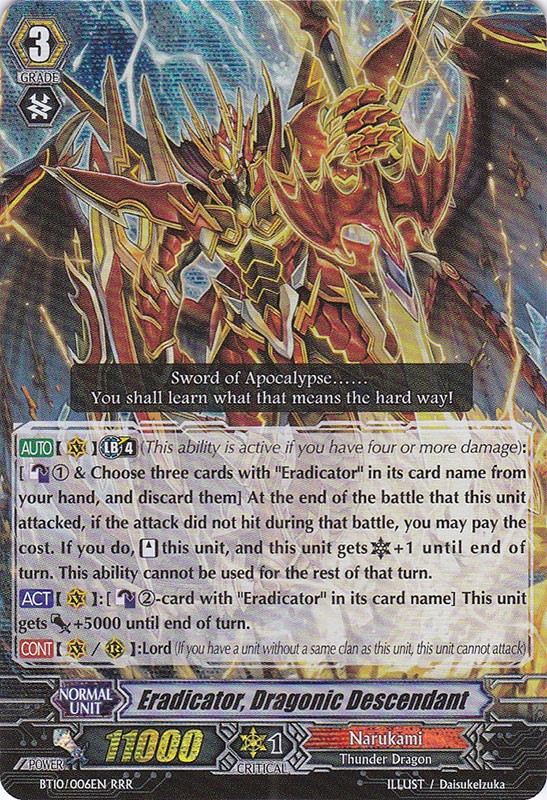 3
GRADE
Sword of Apocalypse......
You shall learn what that means the hard way!
AUTO【 】 LB 4 (This ability is active if you have four or more damage):
[ ① & Choose three cards with "Eradicator" in its card name from
your hand, and discard them] At the end of the battle that this unit
attacked, if the attack did not hit during that battle, you may pay the
cost. If you do, this unit, and this unit gets +1 until end of
turn. This ability cannot be used for the rest of that turn.
ACT【 】:[ ②-card with "Eradicator" in its card name] This unit
gets +5000 until end of turn.
CONT【 / R 】:Lord (If you have a unit without a same clan as this unit, this unit cannot attack)
NORMAL
UNIT
Eradicator, Dragonic Descendant
POWER
11000
1
CRITICAL
Narukami
Thunder Dragon
BT10/006EN RRR
ILLUST / DaisukeIzuka